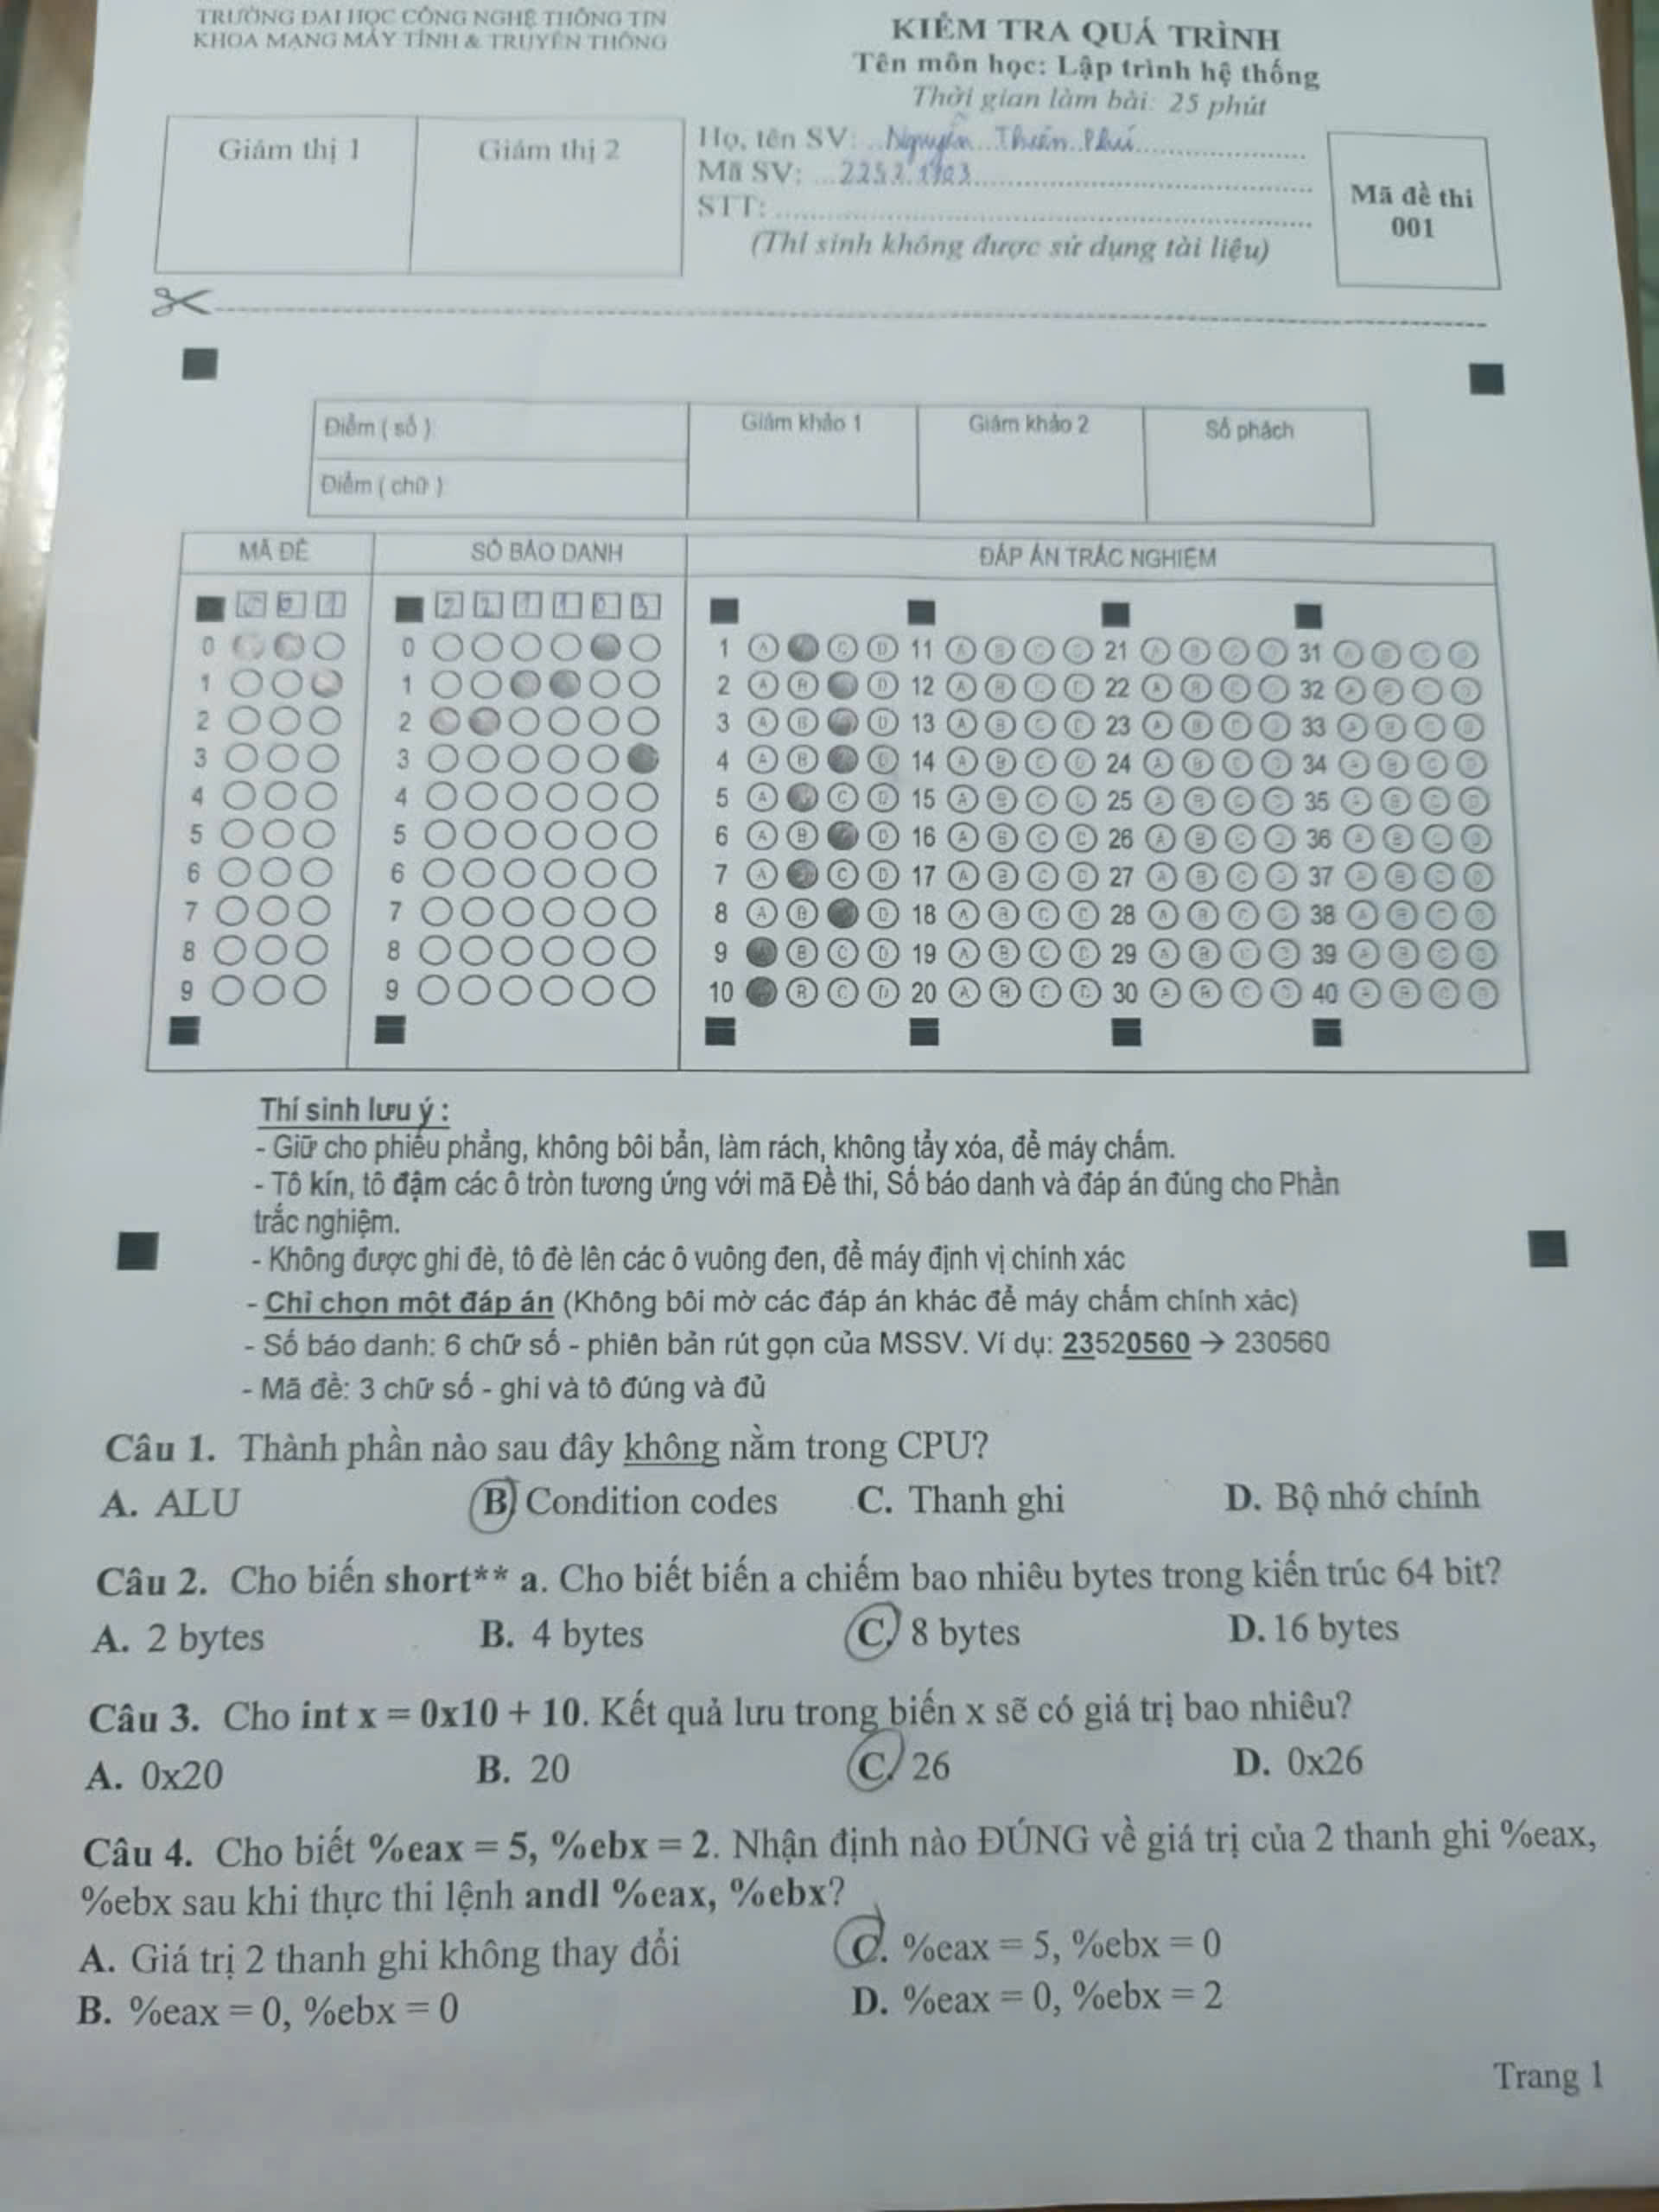 TRƯỜNG ĐẠI HỌC CÔNG NGHỆ THÔNG TIN
KHOA MẠNG MÁY TÍNH & TRUYỀN THÔNG
KIỂM TRA QUÁ TRÌNH
Tên môn học: Lập trình hệ thống
Thời gian làm bài: 25 phút
Giám thị 1 Giám thị 2
Họ, tên SV: Nguyễn Thiên Phú
Mã SV:
STT:
(Thí sinh không được sử dụng tài liệu)
Mã đề thi
001
Điểm ( số ) Giám khảo 1 Giám khảo 2 Số phách
Điểm ( chữ )
MÃ ĐỀ SỐ BÁO DANH ĐÁP ÁN TRẮC NGHIỆM
0 0 1 2 2 1 1 0 3
0 0 1 A C D 11 A B C D 21 A B C D 31 A B C D
1 1 2 A B D 12 A B C D 22 A B C D 32 A B C D
2 2 3 A B D 13 A B C D 23 A B C D 33 A B C D
3 3 4 A B D 14 A B C D 24 A B C D 34 A B C D
4 4 5 A C D 15 A B C D 25 A B C D 35 A B C D
5 5 6 A B D 16 A B C D 26 A B C D 36 A B C D
6 6 7 A C D 17 A B C D 27 A B C D 37 A B C D
7 7 8 A B D 18 A B C D 28 A B C D 38 A B C D
8 8 9 B C D 19 A B C D 29 A B C D 39 A B C D
9 9 10 B C D 20 A B C D 30 A B C D 40 A B C D
Thí sinh lưu ý :
- Giữ cho phiếu phẳng, không bôi bẩn, làm rách, không tẩy xóa, để máy chấm.
- Tô kín, tô đậm các ô tròn tương ứng với mã Đề thi, Số báo danh và đáp án đúng cho Phần
trắc nghiệm.
- Không được ghi đè, tô đè lên các ô vuông đen, để máy định vị chính xác
- Chỉ chọn một đáp án (Không bôi mờ các đáp án khác để máy chấm chính xác)
- Số báo danh: 6 chữ số - phiên bản rút gọn của MSSV. Ví dụ: 23520560 → 230560
- Mã đề: 3 chữ số - ghi và tô đúng và đủ
Câu 1. Thành phần nào sau đây không nằm trong CPU?
A. ALU B. Condition codes C. Thanh ghi D. Bộ nhớ chính
Câu 2. Cho biến short** a. Cho biết biến a chiếm bao nhiêu bytes trong kiến trúc 64 bit?
A. 2 bytes B. 4 bytes C. 8 bytes D. 16 bytes
Câu 3. Cho int x = 0x10 + 10. Kết quả lưu trong biến x sẽ có giá trị bao nhiêu?
A. 0x20 B. 20 C. 26 D. 0x26
Câu 4. Cho biết %eax = 5, %ebx = 2. Nhận định nào ĐÚNG về giá trị của 2 thanh ghi %eax,
%ebx sau khi thực thi lệnh andl %eax, %ebx?
A. Giá trị 2 thanh ghi không thay đổi C. %eax = 5, %ebx = 0
B. %eax = 0, %ebx = 0 D. %eax = 0, %ebx = 2
Trang 1